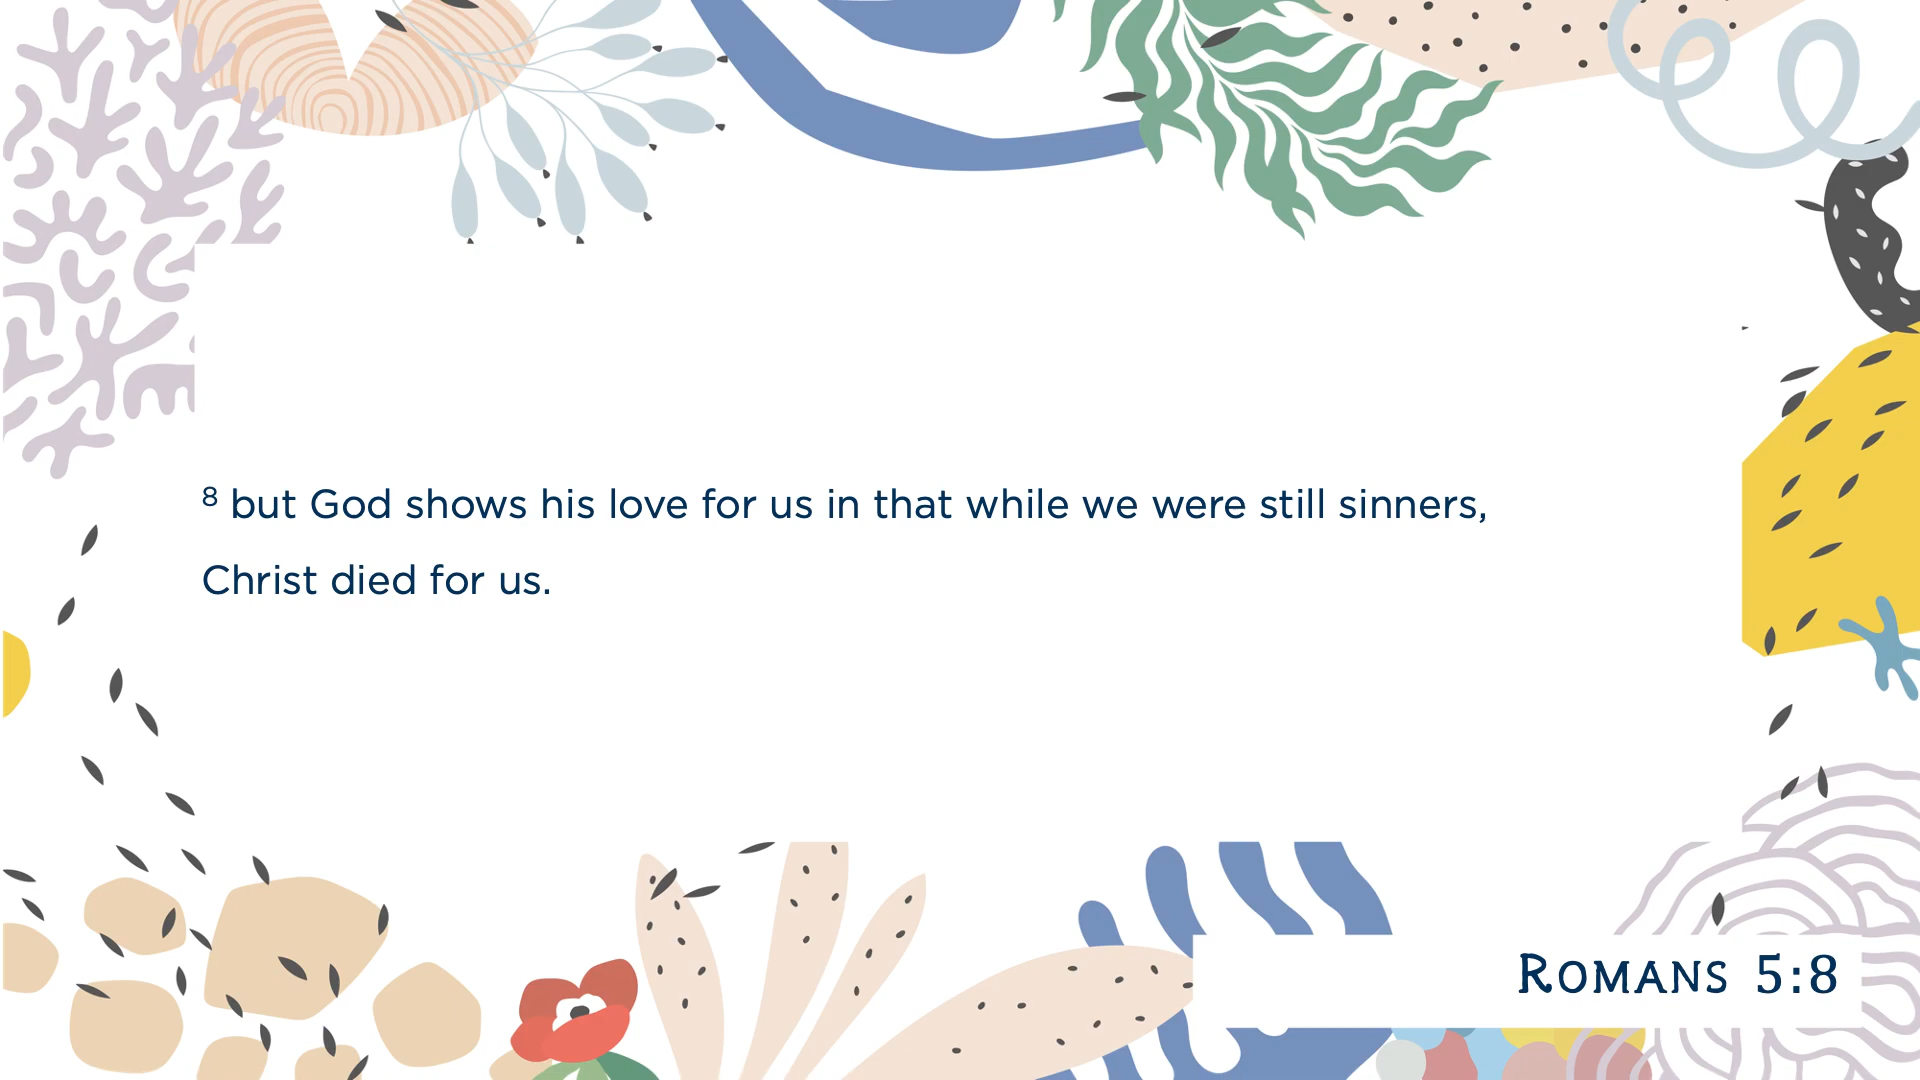 8 but God shows his love for us in that while we were still sinners,
Christ died for us.
Romans 5:8